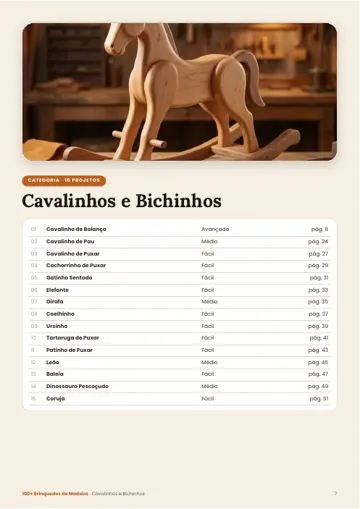 CATEGORIA · 15 PROJETOS
Cavalinhos e Bichinhos
01 Cavalinho de Balanço Avançado pág. 8
02 Cavalinho de Pau Médio pág. 24
03 Cavalinho de Puxar Fácil pág. 27
04 Cachorrinho de Puxar Fácil pág. 29
05 Gatinho Sentado Fácil pág. 31
06 Elefante Fácil pág. 33
07 Girafa Médio pág. 35
08 Coelhinho Fácil pág. 37
09 Ursinho Fácil pág. 39
10 Tartaruga de Puxar Fácil pág. 41
11 Patinho de Puxar Fácil pág. 43
12 Leão Médio pág. 45
13 Baleia Fácil pág. 47
14 Dinossauro Pescoçudo Médio pág. 49
15 Coruja Fácil pág. 51
100+ Brinquedos de Madeira · Cavalinhos e Bichinhos 7